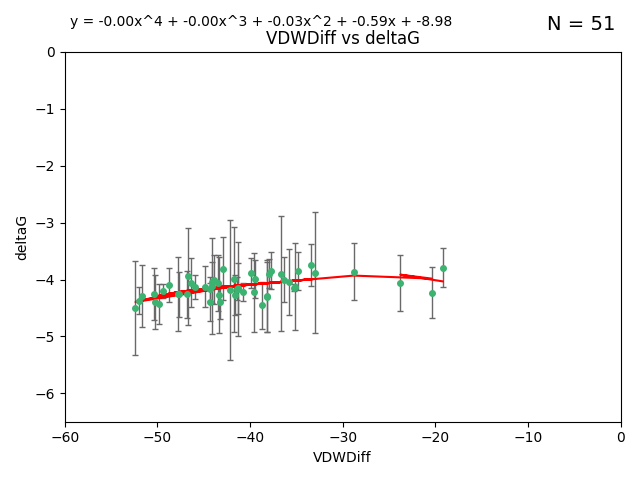 y = -0.00x^4 + -0.00x^3 + -0.03x^2 + -0.59x + -8.98
N = 51
VDWDiff vs deltaG
0
−1
−2
−3
−4
−5
−6
deltaG
−60 −50 −40 −30 −20 −10 0
VDWDiff